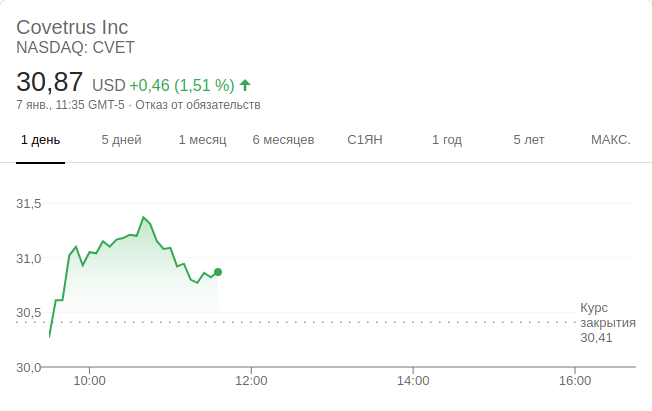 Covetrus Inc
NASDAQ: CVET
30,87 USD +0,46 (1,51 %)
7 янв., 11:35 GMT-5 · Отказ от обязательств
1 день 5 дней 1 месяц 6 месяцев С1ЯН 1 год 5 лет МАКС.
31,5
31,0
30,5
Курс
закрытия
30,41
30,0
10:00 12:00 14:00 16:00